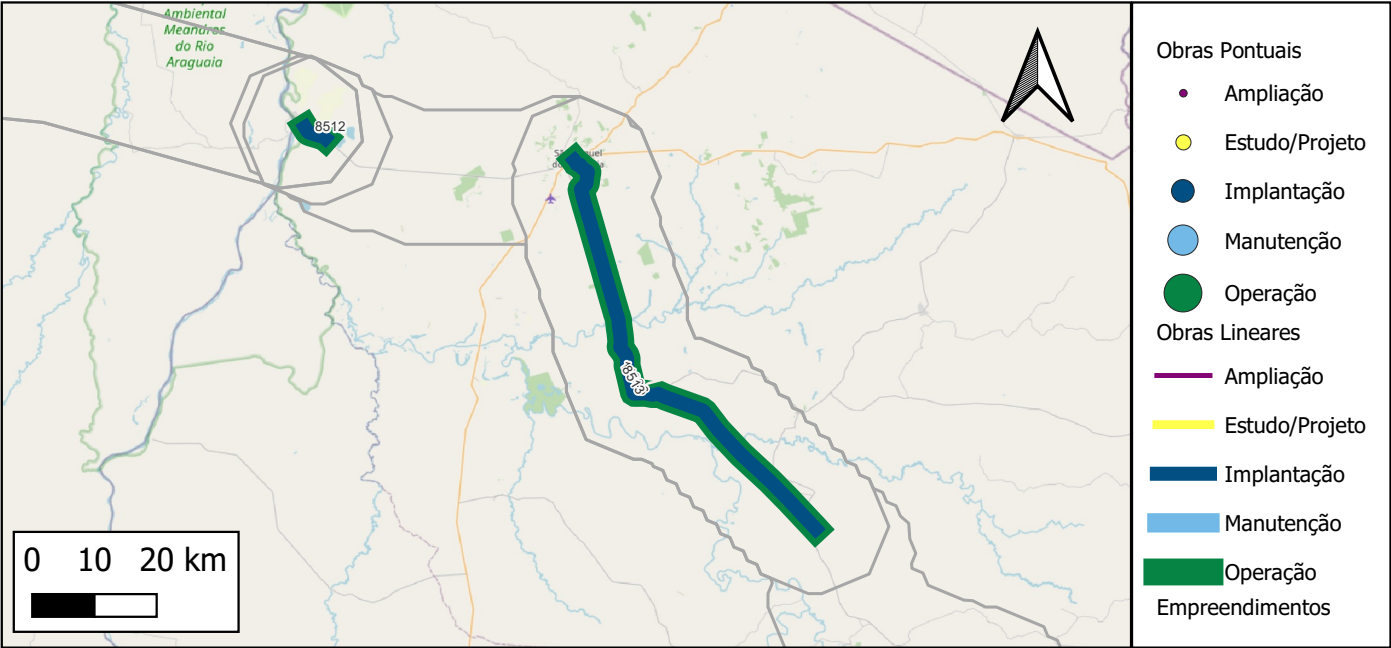 Ambiental
Meandros
do Rio
Araguaia
8512
8513
0 10 20 km
Obras Pontuais
Ampliação
Estudo/Projeto
Implantação
Manutenção
Operação
Obras Lineares
Ampliação
Estudo/Projeto
Implantação
Manutenção
Operação
Empreendimentos